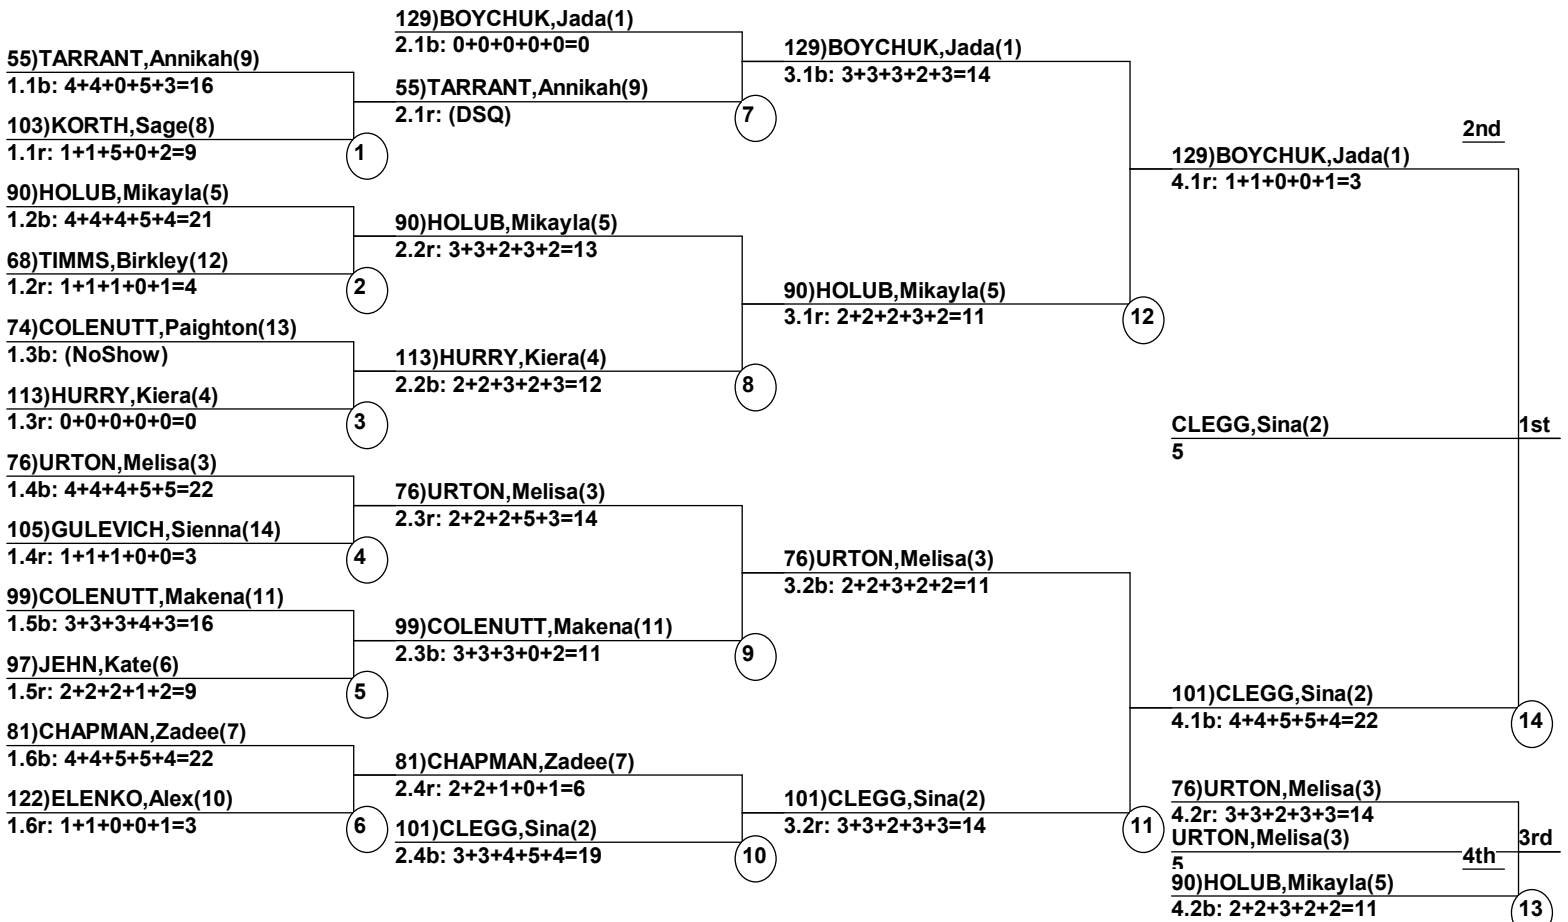 129)BOYCHUK,Jada(1)
2.1b: 0+0+0+0+0=0
55)TARRANT,Annikah(9)
1.1b: 4+4+0+5+3=16
103)KORTH,Sage(8)
1.1r: 1+1+5+0+2=9
1
55)TARRANT,Annikah(9)
2.1r: (DSQ)
7
129)BOYCHUK,Jada(1)
3.1b: 3+3+3+2+3=14
90)HOLUB,Mikayla(5)
1.2b: 4+4+4+5+4=21
68)TIMMS,Birkley(12)
1.2r: 1+1+1+0+1=4
2
90)HOLUB,Mikayla(5)
2.2r: 3+3+2+3+2=13
74)COLENUTT,Paighton(13)
1.3b: (NoShow)
113)HURRY,Kiera(4)
1.3r: 0+0+0+0+0=0
3
113)HURRY,Kiera(4)
2.2b: 2+2+3+2+3=12
8
90)HOLUB,Mikayla(5)
3.1r: 2+2+2+3+2=11
12
2nd
129)BOYCHUK,Jada(1)
4.1r: 1+1+0+0+1=3
CLEGG,Sina(2)
5
1st
76)URTON,Melisa(3)
1.4b: 4+4+4+5+5=22
105)GULEVICH,Sienna(14)
1.4r: 1+1+1+0+0=3
4
76)URTON,Melisa(3)
2.3r: 2+2+2+5+3=14
99)COLENUTT,Makena(11)
1.5b: 3+3+3+4+3=16
97)JEHN,Kate(6)
1.5r: 2+2+2+1+2=9
5
99)COLENUTT,Makena(11)
2.3b: 3+3+3+0+2=11
9
76)URTON,Melisa(3)
3.2b: 2+2+3+2+2=11
81)CHAPMAN,Zadee(7)
1.6b: 4+4+5+5+4=22
122)ELENKO,Alex(10)
1.6r: 1+1+0+0+1=3
6
81)CHAPMAN,Zadee(7)
2.4r: 2+2+1+0+1=6
101)CLEGG,Sina(2)
2.4b: 3+3+4+5+4=19
10
101)CLEGG,Sina(2)
3.2r: 3+3+2+3+3=14
11
101)CLEGG,Sina(2)
4.1b: 4+4+5+5+4=22
14
76)URTON,Melisa(3)
4.2r: 3+3+2+3+3=14
URTON,Melisa(3)
5
4th
3rd
90)HOLUB,Mikayla(5)
4.2b: 2+2+3+2+2=11
13